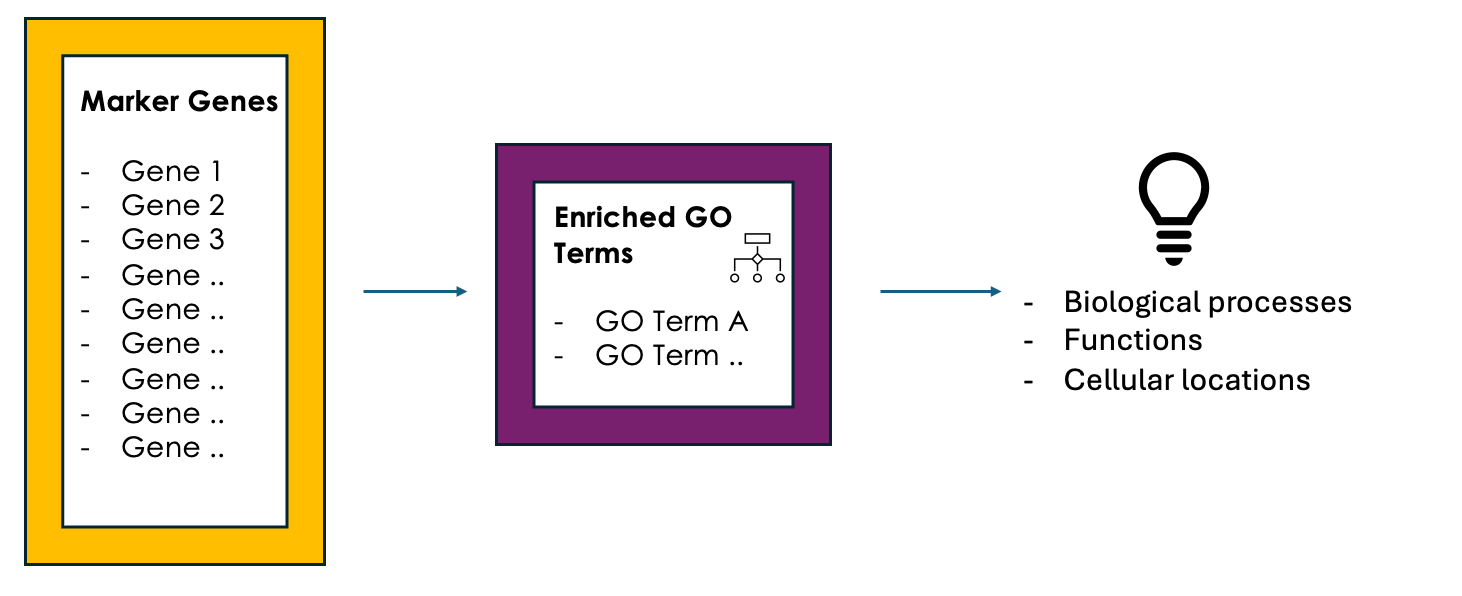 Marker Genes
- Gene 1
- Gene 2
- Gene 3
- Gene ..
- Gene ..
- Gene ..
- Gene ..
- Gene ..
- Gene ..
Enriched GO
Terms
- GO Term A
- GO Term ..
- Biological processes
- Functions
- Cellular locations